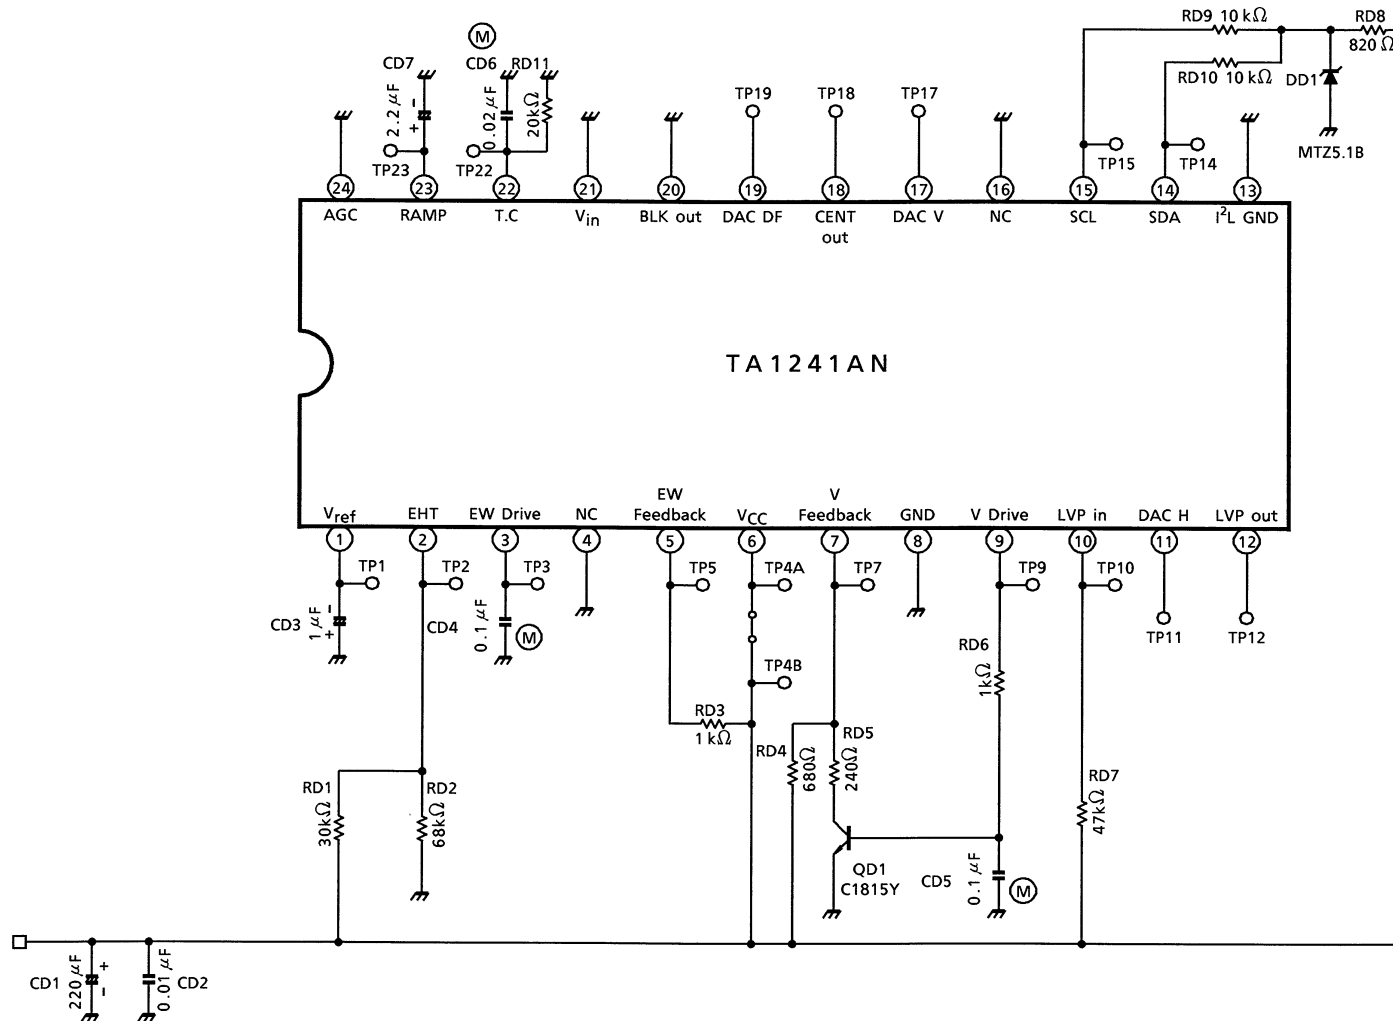 RD9 10 kΩ
RD8
820 Ω
M
CD7
CD6
RD11
RD10 10 kΩ
DD1
2.2 μF
0.02 μF
20kΩ
TP19
TP18
TP17
− +
TP23
TP22
TP15
TP14
MTZ5.1B
24 23 22 21 20 19 18 17 16 15 14 13
AGC RAMP T.C Vin BLK out DAC DF CENT out DAC V NC SCL SDA I²L GND
TA1241AN
Vref EHT EW Drive NC EW Feedback VCC V Feedback GND V Drive LVP in DAC H LVP out
1 2 3 4 5 6 7 8 9 10 11 12
TP1
TP2
TP3
TP5
TP4A
TP7
TP9
TP10
CD3
1 μF
− +
CD4
0.1 μF
M
TP11
TP12
RD6
1kΩ
TP4B
RD3
1 kΩ
RD4
680Ω
RD5
240Ω
RD1
30kΩ
RD2
68kΩ
RD7
47kΩ
QD1
C1815Y
CD5
0.1 μF
M
CD1
220 μF
+ −
0.01 μF
CD2